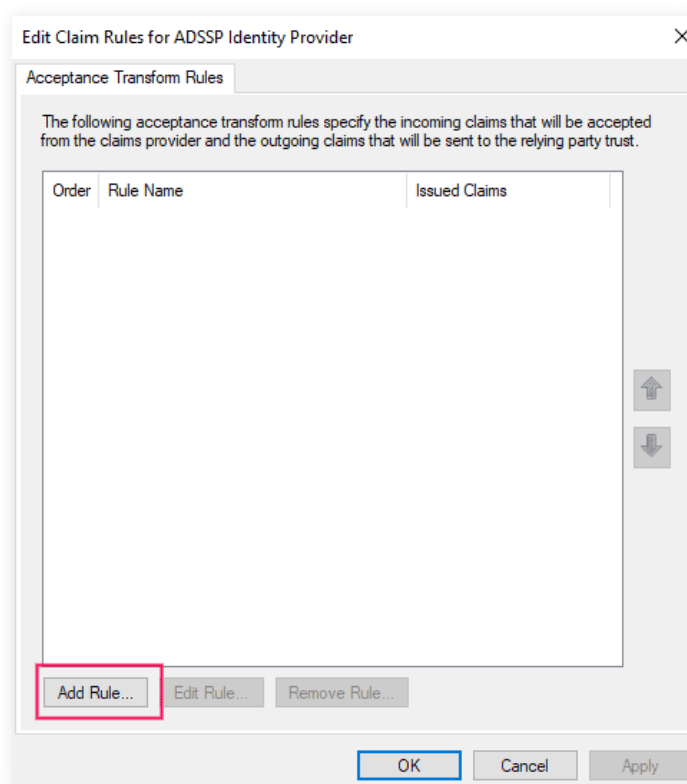 Edit Claim Rules for ADSSP Identity Provider
Acceptance Transform Rules
The following acceptance transform rules specify the incoming claims that will be accepted
from the claims provider and the outgoing claims that will be sent to the relying party trust.
Order Rule Name Issued Claims
Add Rule... Edit Rule... Remove Rule...
OK Cancel Apply